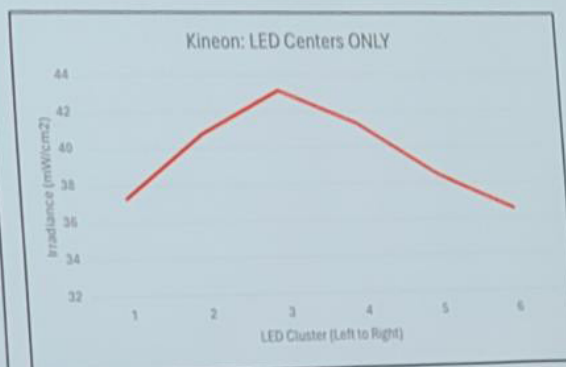 Kineon: LED Centers ONLY
Irradiance (mW/cm2)
44
42
40
38
36
34
32
1 2 3 4 5 6
LED Cluster (Left to Right)